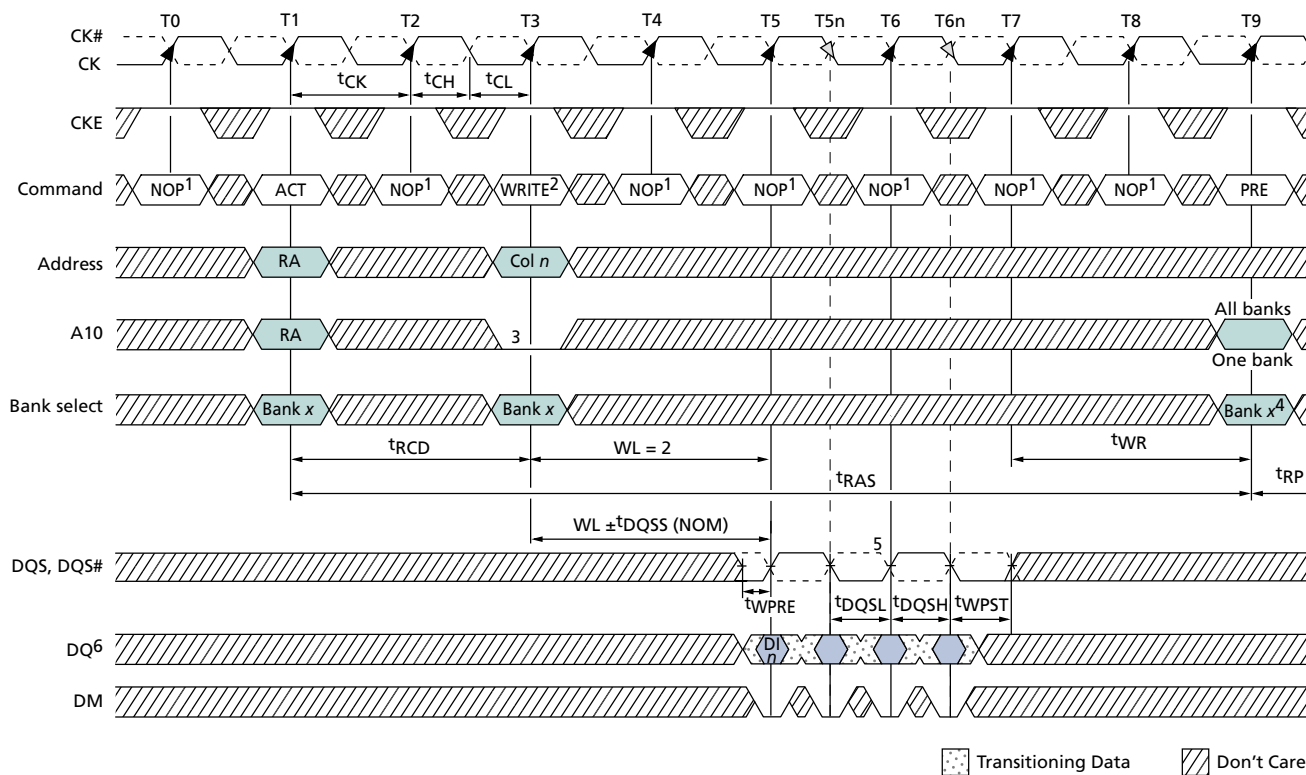 T0 T1 T2 T3 T4 T5 T5n T6 T6n T7 T8 T9
CK#
CK
tCK tCH tCL
CKE
Command NOP1 ACT NOP1 WRITE2 NOP1 NOP1 NOP1 NOP1 NOP1 PRE
Address RA Col n
All banks
A10 RA 3
One bank
Bank select Bank x Bank x Bank x4
tRCD WL = 2 tWR
tRAS tRP
WL ±tDQSS (NOM)
5
DQS, DQS#
tWPRE tDQSL tDQSH tWPST
DQ6 DI
n
DM
Transitioning Data Don't Care